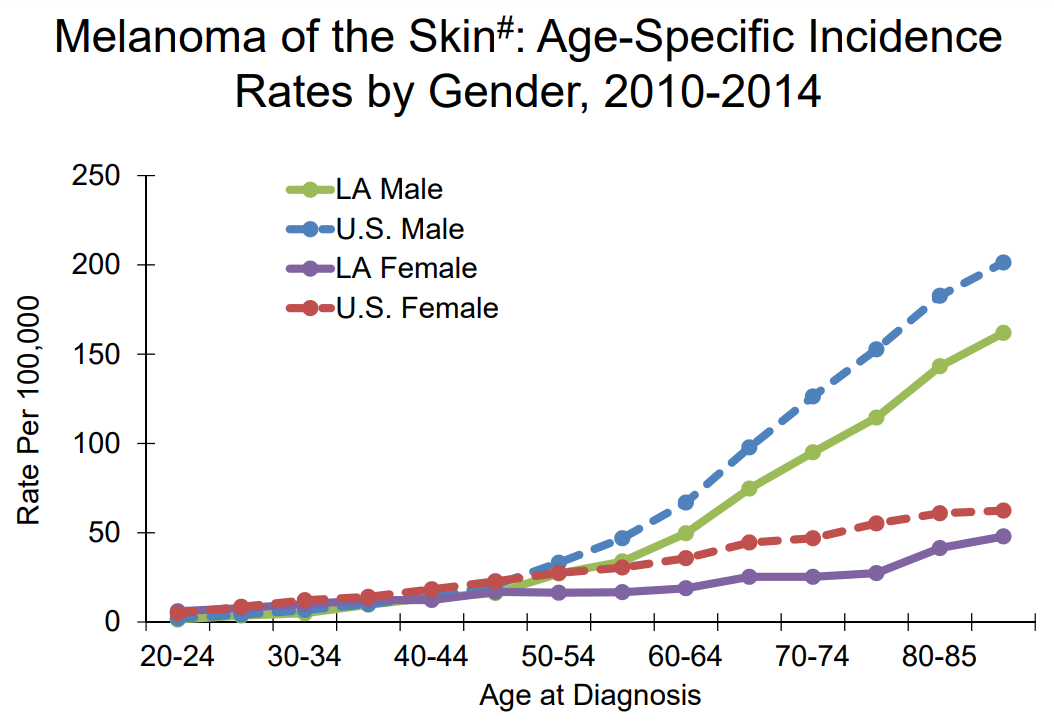 Melanoma of the Skin#: Age-Specific Incidence
Rates by Gender, 2010-2014
250
200
150
100
50
0
Rate Per 100,000
LA Male
U.S. Male
LA Female
U.S. Female
20-24 30-34 40-44 50-54 60-64 70-74 80-85
Age at Diagnosis